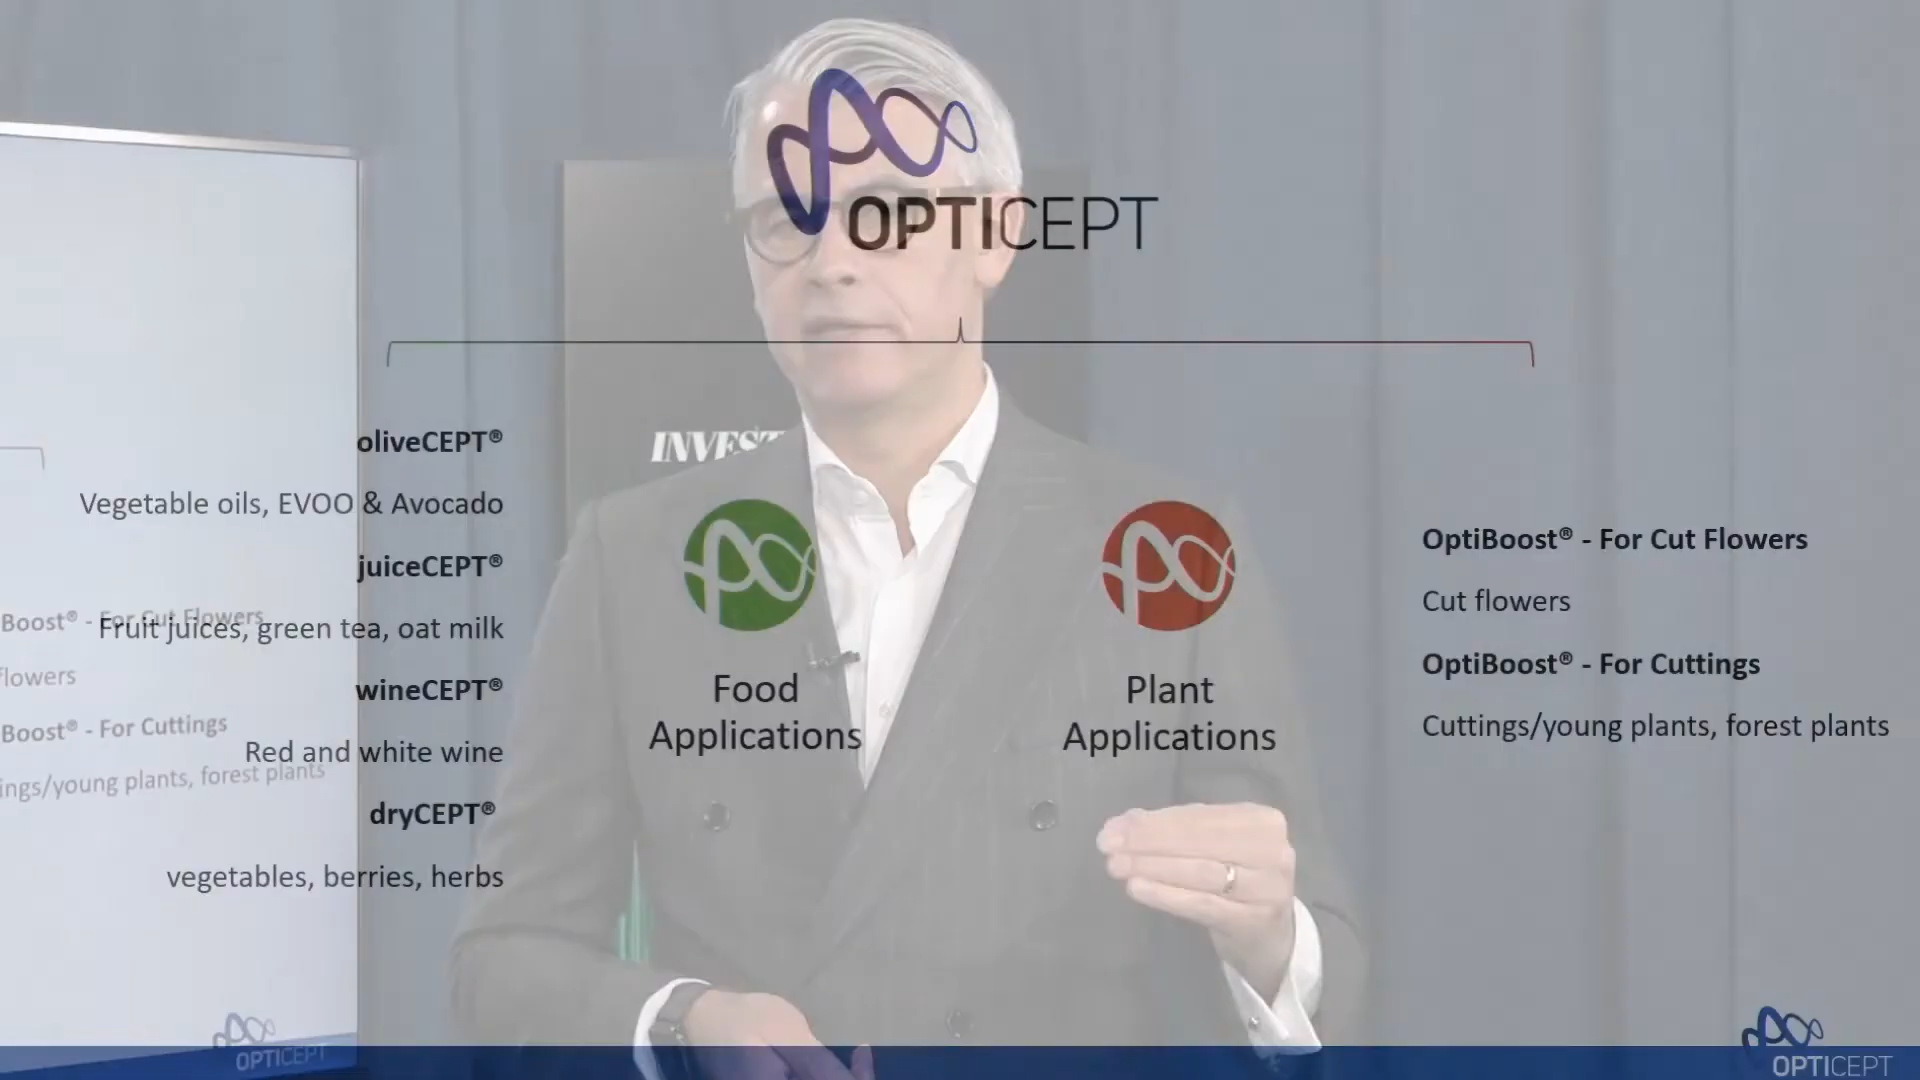 OPTICEPT
INVEST
oliveCEPT®
Vegetable oils, EVOO & Avocado
juiceCEPT®
Fruit juices, green tea, oat milk
wineCEPT®
Red and white wine
dryCEPT®
vegetables, berries, herbs
Food
Applications
Plant
Applications
OptiBoost® - For Cut Flowers
Cut flowers
OptiBoost® - For Cuttings
Cuttings/young plants, forest plants
Boost® - For Cut Flowers
flowers
Boost® - For Cuttings
ings/young plants, forest plants
OPTICEPT
OPTICEPT